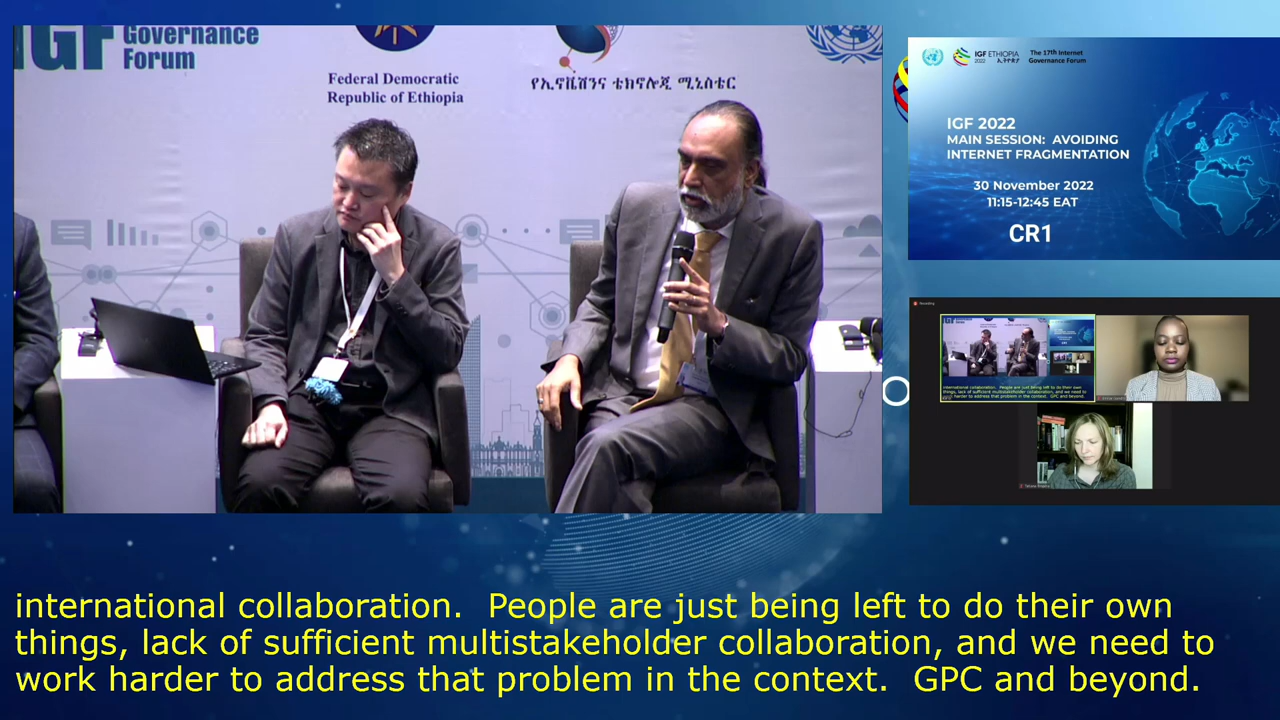 IGF
Governance
Forum
Federal Democratic
Republic of Ethiopia
የኢኖቬሽንና ቴክኖሎጂ ሚኒስቴር
IGF ETHIOPIA
2022 ኢትዮጵያ
The 17th Internet
Governance Forum
IGF 2022
MAIN SESSION: AVOIDING
INTERNET FRAGMENTATION
30 November 2022
11:15-12:45 EAT
CR1
international collaboration. People are just being left to do their own
things, lack of sufficient multistakeholder collaboration, and we need to
work harder to address that problem in the context. GPC and beyond.